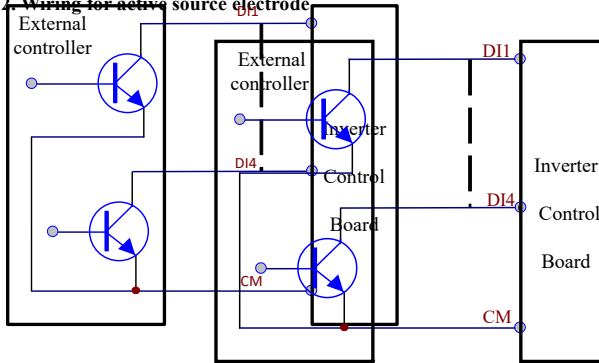 2. Wiring for active source electrode
DI1
External
controller
External
controller
DI1
Inverter
Control
Board
DI4
CM
DI4
CM
Inverter
Control
Board